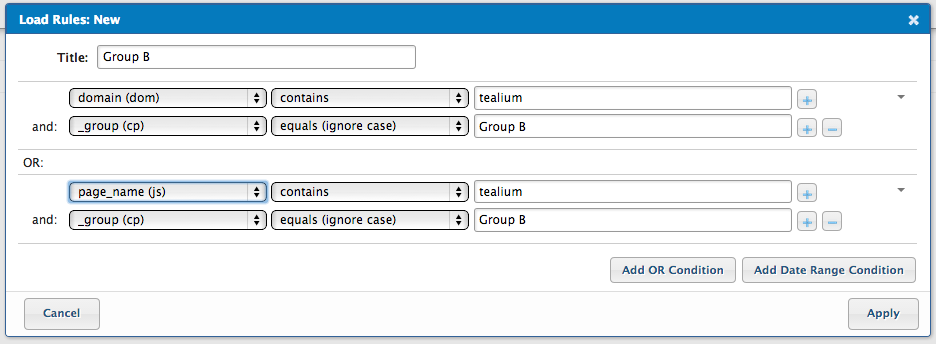 Load Rules: New
Title: Group B
domain (dom) contains tealium
and: _group (cp) equals (ignore case) Group B
OR:
page_name (js) contains tealium
and: _group (cp) equals (ignore case) Group B
Add OR Condition Add Date Range Condition
Cancel Apply